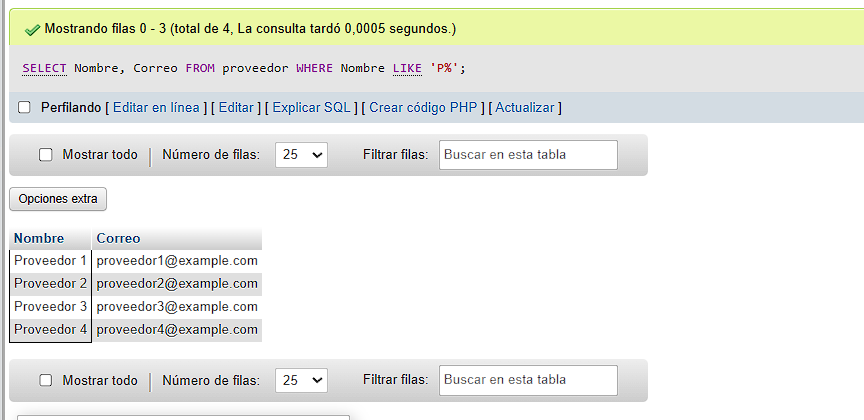 Mostrando filas 0 - 3 (total de 4, La consulta tardó 0,0005 segundos.)
SELECT Nombre, Correo FROM proveedor WHERE Nombre LIKE 'P%';
Perfilando [ Editar en línea ] [ Editar ] [ Explicar SQL ] [ Crear código PHP ] [ Actualizar ]
Mostrar todo | Número de filas: 25 Filtrar filas: Buscar en esta tabla
Opciones extra
Nombre Correo
Proveedor 1 proveedor1@example.com
Proveedor 2 proveedor2@example.com
Proveedor 3 proveedor3@example.com
Proveedor 4 proveedor4@example.com
Mostrar todo | Número de filas: 25 Filtrar filas: Buscar en esta tabla